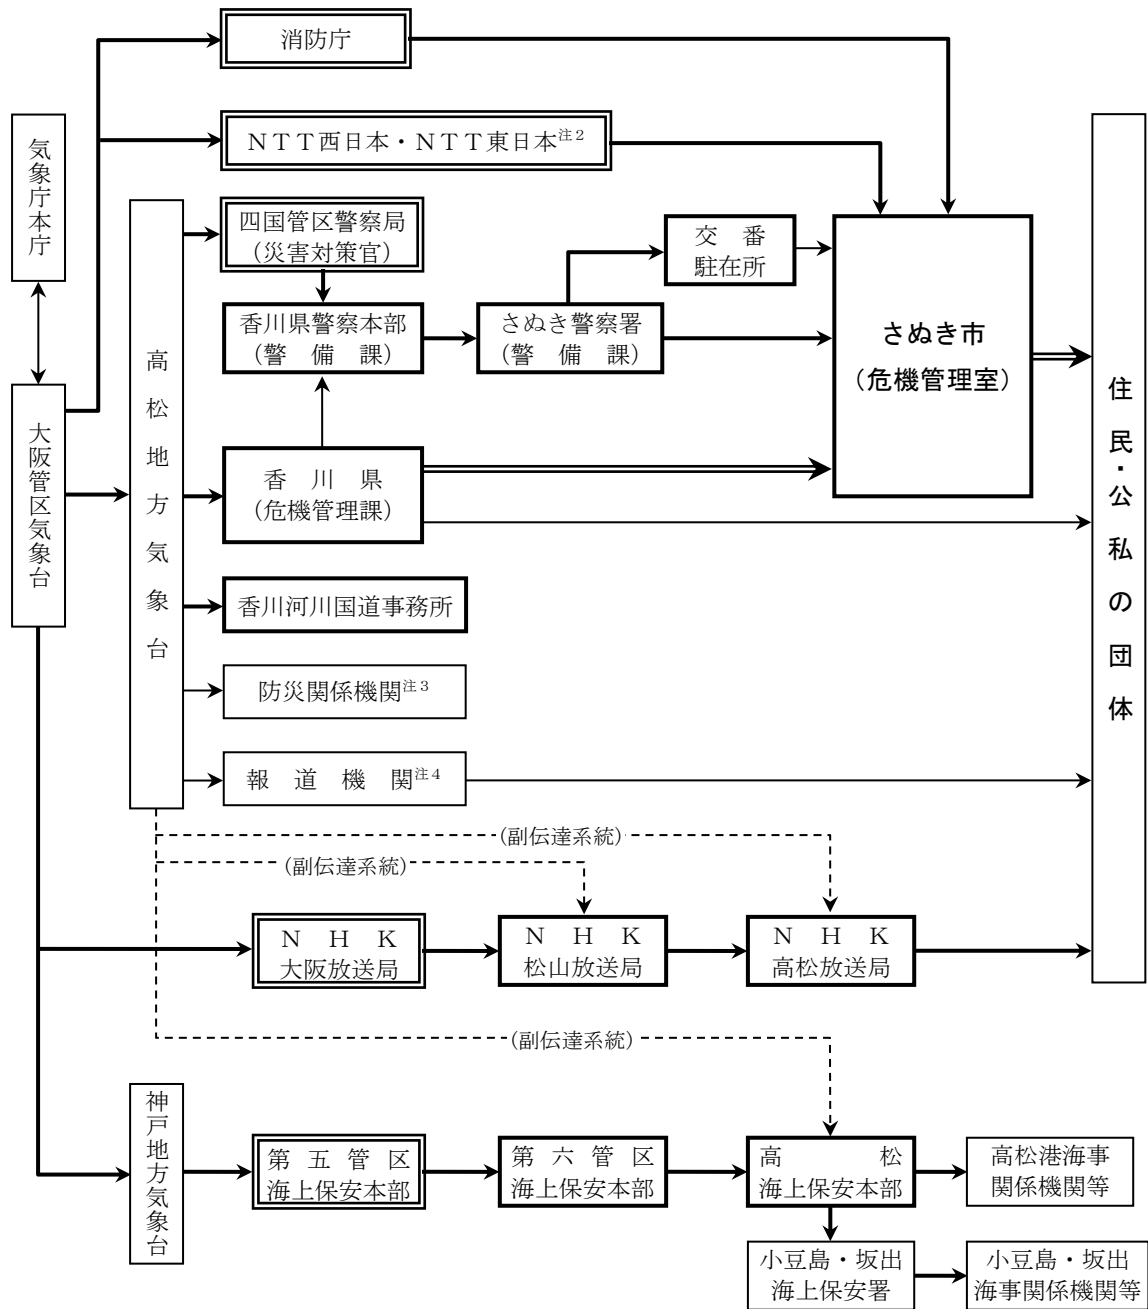 消防庁
NTT西日本・NTT東日本注2
気象庁本庁
四国管区警察局
(災害対策官)
交　番
駐在所
香川県警察本部
(警　備　課)
さぬき警察署
(警　備　課)
さぬき市
(危機管理室)
住民・公私の団体
高松地方気象台
大阪管区気象台
香　川　県
(危機管理課)
香川河川国道事務所
防災関係機関注3
報　道　機　関注4
(副伝達系統)
(副伝達系統)
N　H　K
大阪放送局
N　H　K
松山放送局
N　H　K
高松放送局
(副伝達系統)
神戸地方気象台
第　五　管　区
海上保安本部
第　六　管　区
海上保安本部
高　　　　松
海上保安本部
高松港海事
関係機関等
小豆島・坂出
海上保安署
小豆島・坂出
海事関係機関等